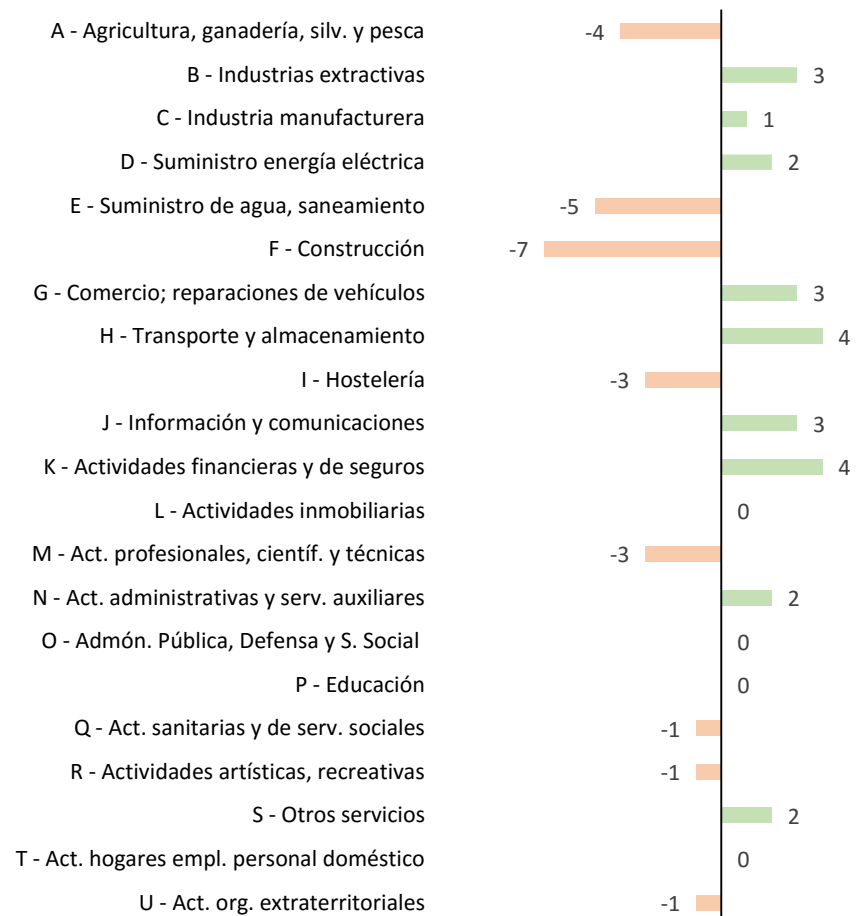 A - Agricultura, ganadería, silv. y pesca -4
B - Industrias extractivas 3
C - Industria manufacturera 1
D - Suministro energía eléctrica 2
E - Suministro de agua, saneamiento -5
F - Construcción -7
G - Comercio; reparaciones de vehículos 3
H - Transporte y almacenamiento 4
I - Hostelería -3
J - Información y comunicaciones 3
K - Actividades financieras y de seguros 4
L - Actividades inmobiliarias 0
M - Act. profesionales, científ. y técnicas -3
N - Act. administrativas y serv. auxiliares 2
O - Admón. Pública, Defensa y S. Social 0
P - Educación 0
Q - Act. sanitarias y de serv. sociales -1
R - Actividades artísticas, recreativas -1
S - Otros servicios 2
T - Act. hogares empl. personal doméstico 0
U - Act. org. extraterritoriales -1